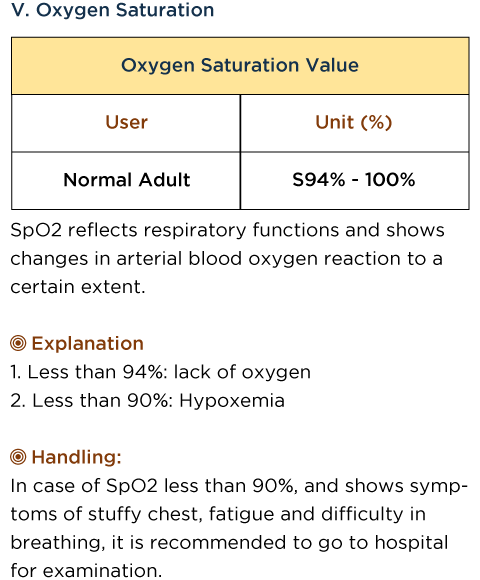 V. Oxygen Saturation
Oxygen Saturation Value
User Unit (%)
Normal Adult S94% - 100%
SpO2 reflects respiratory functions and shows
changes in arterial blood oxygen reaction to a
certain extent.
Explanation
1. Less than 94%: lack of oxygen
2. Less than 90%: Hypoxemia
Handling:
In case of SpO2 less than 90%, and shows symp-
toms of stuffy chest, fatigue and difficulty in
breathing, it is recommended to go to hospital
for examination.